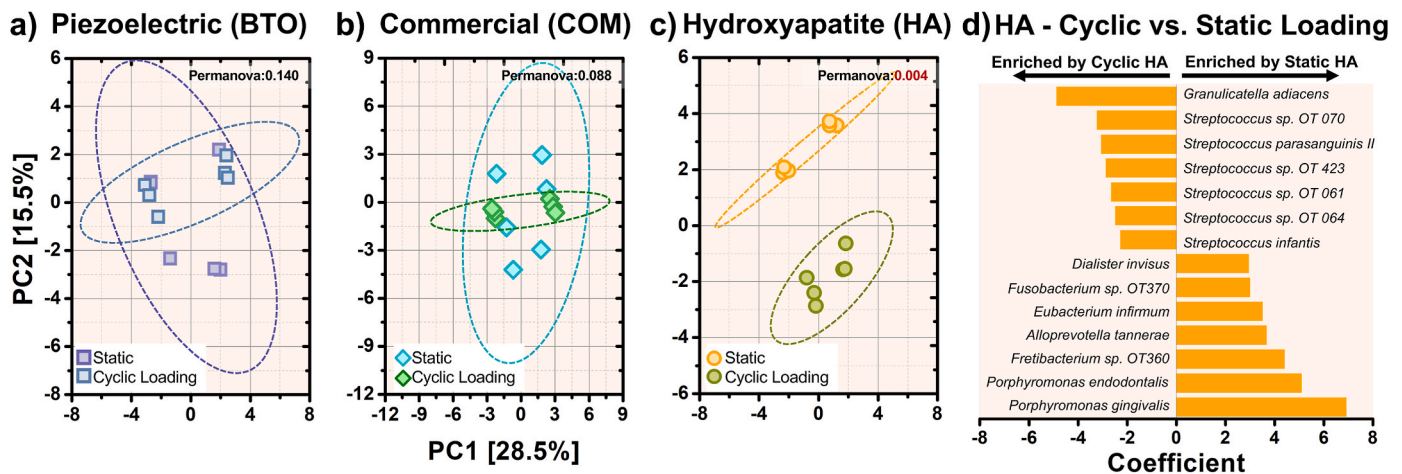 a) Piezoelectric (BTO)
b) Commercial (COM)
c) Hydroxyapatite (HA)
d) HA - Cyclic vs. Static Loading
PC2 [15.5%]
6
4
2
0
-2
-4
-6
-8
Permanova:0.140
Static
Cyclic Loading
-8 -4 0 4 8
9
6
3
0
-3
-6
-9
-12
Permanova:0.088
Static
Cyclic Loading
-12 -9 -6 -3 0 3 6 9
PC1 [28.5%]
6
4
2
0
-2
-4
-6
Permanova:0.004
Static
Cyclic Loading
-8 -4 0 4 8
Enriched by Cyclic HA
Enriched by Static HA
Granulicatella adiacens
Streptococcus sp. OT 070
Streptococcus parasanguinis II
Streptococcus sp. OT 423
Streptococcus sp. OT 061
Streptococcus sp. OT 064
Streptococcus infantis
Dialister invisus
Fusobacterium sp. OT370
Eubacterium infirmum
Alloprevotella tannerae
Fretibacterium sp. OT360
Porphyromonas endodontalis
Porphyromonas gingivalis
-8 -6 -4 -2 0 2 4 6 8
Coefficient